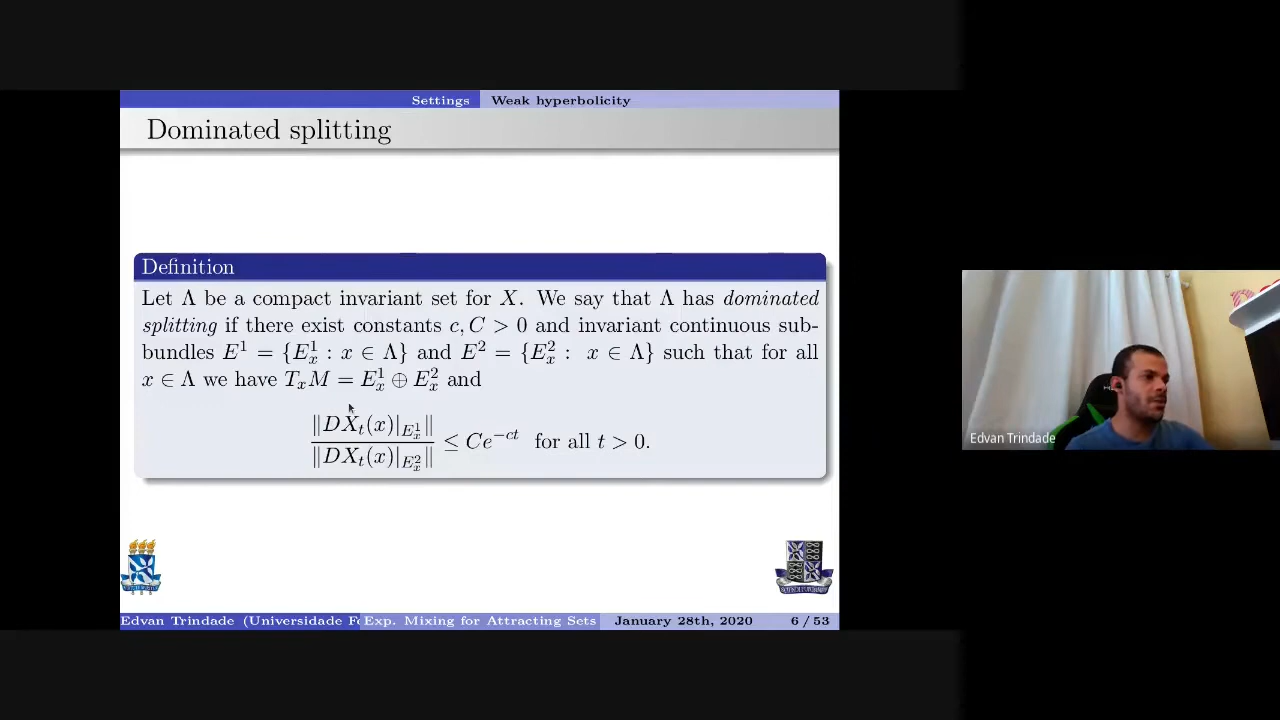 Settings Weak hyperbolicity
Dominated splitting
Definition
Let Λ be a compact invariant set for X. We say that Λ has dominated
splitting if there exist constants c, C > 0 and invariant continuous sub-
bundles E¹ = {E¹ₓ : x ∈ Λ} and E² = {E²ₓ : x ∈ Λ} such that for all
x ∈ Λ we have TₓM = E¹ₓ ⊕ E²ₓ and
‖DXₜ(x)|_{E¹ₓ}‖ / ‖DXₜ(x)|_{E²ₓ}‖ ≤ Ce^{−ct} for all t > 0.
Edvan Trindade
Edvan Trindade (Universidade Fe Exp. Mixing for Attracting Sets January 28th, 2020 6 / 53